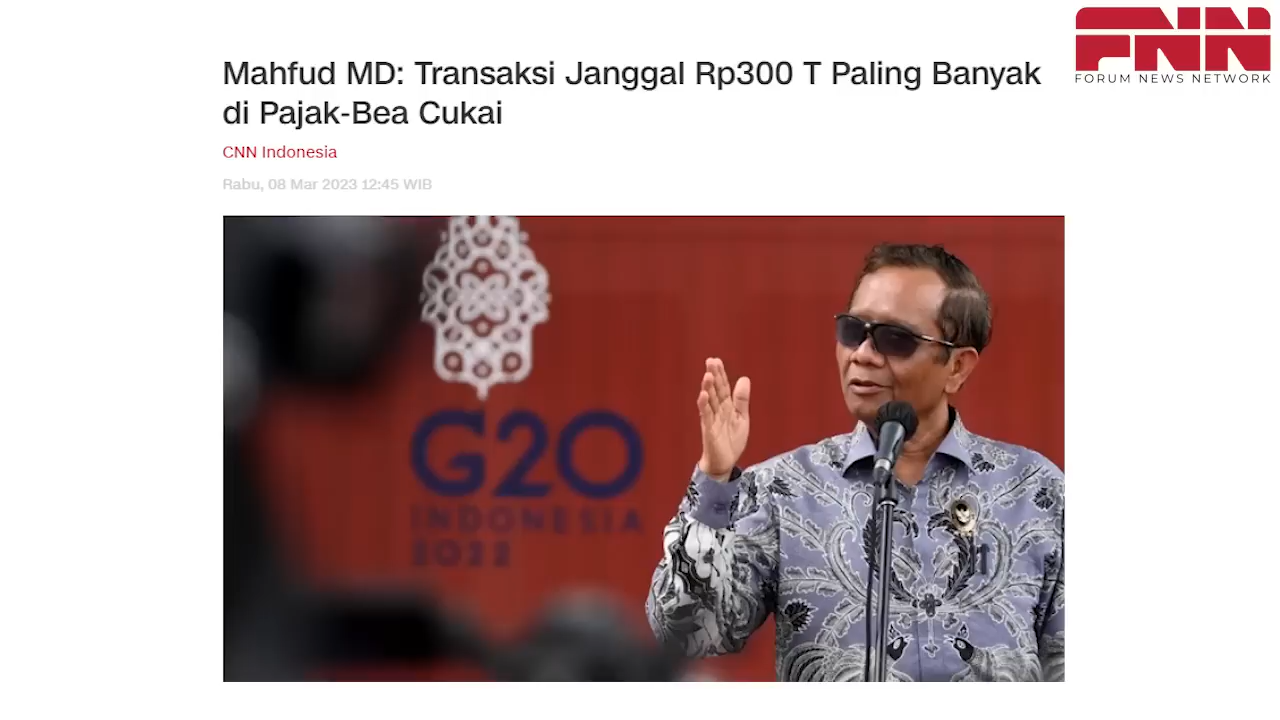 FNN
FORUM NEWS NETWORK
Mahfud MD: Transaksi Janggal Rp300 T Paling Banyak
di Pajak-Bea Cukai
CNN Indonesia
Rabu, 08 Mar 2023 12:45 WIB
G20
INDONESIA
2022